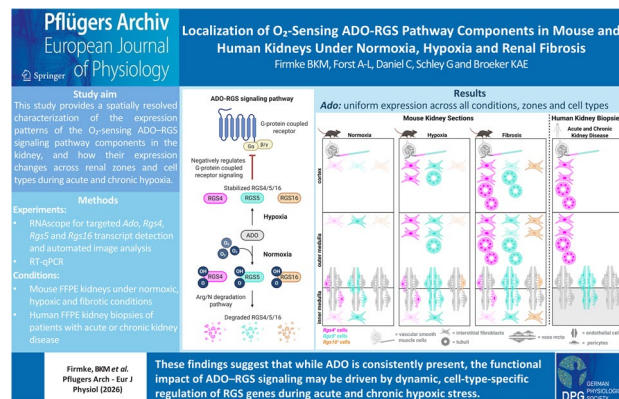 Pflügers Archiv
European Journal
of Physiology
Springer
Localization of O₂-Sensing ADO-RGS Pathway Components in Mouse and
Human Kidneys Under Normoxia, Hypoxia and Renal Fibrosis
Firmke BKM, Forst A-L, Daniel C, Schley G and Broeker KAE
Study aim
This study provides a spatially resolved
characterization of the expression
patterns of the O₂-sensing ADO–RGS
signaling pathway components in the
kidney, and how their expression
changes across renal zones and cell
types during acute and chronic hypoxia.
Methods
Experiments:
• RNAscope for targeted Ado, Rgs4,
Rgs5 and Rgs16 transcript detection
and automated image analysis
• RT-qPCR
Conditions:
• Mouse FFPE kidneys under normoxic,
hypoxic and fibrotic conditions
• Human FFPE kidney biopsies of
patients with acute or chronic kidney
disease
ADO-RGS signaling pathway
G-protein coupled
receptor
Gα
β/γ
Negatively regulates
G-protein coupled
receptor signaling
Stabilized RGS4/5/16
RGS4
RGS5
RGS16
Hypoxia
ADO
Normoxia
O₂
O₂
O₂
OH
O
OH
O
OH
O
RGS4
RGS5
RGS16
Arg/N degradation
pathway
Degraded RGS4/5/16
Results
Ado: uniform expression across all conditions, zones and cell types
Mouse Kidney Sections
Human Kidney Biopsies
Normoxia
Hypoxia
Fibrosis
Acute and Chronic
Kidney Disease
cortex
outer medulla
inner medulla
Rgs4⁺ cells
Rgs5⁺ cells
Rgs16⁺ cells
= vascular smooth
muscle cells
= interstitial fibroblasts
= tubuli
= vasa recta
= endothelial cells
= pericytes
Firmke, BKM et al.
Pflugers Arch - Eur J
Physiol (2026)
These findings suggest that while ADO is consistently present, the functional
impact of ADO–RGS signaling may be driven by dynamic, cell-type-specific
regulation of RGS genes during acute and chronic hypoxic stress.
GERMAN
PHYSIOLOGICAL
SOCIETY
DPG